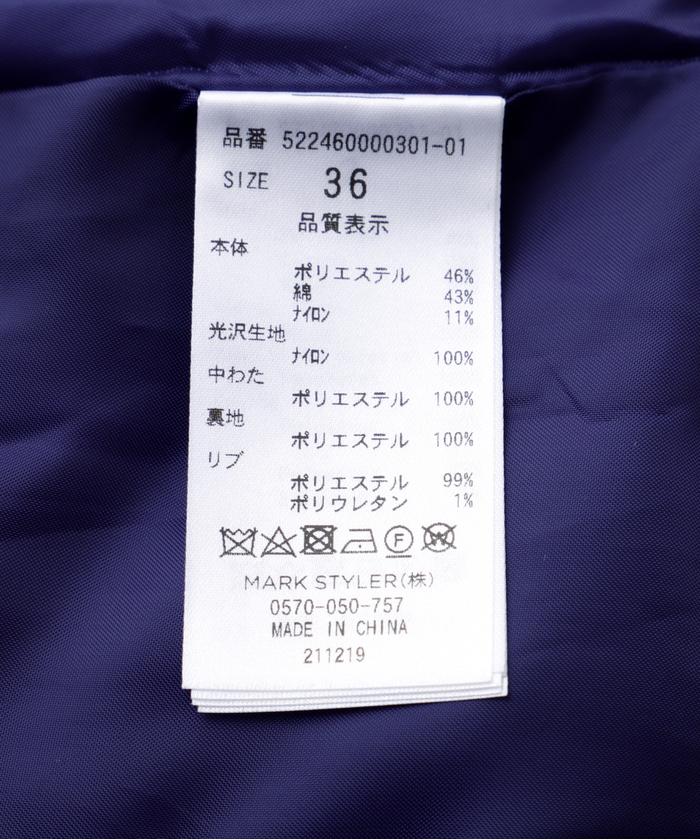 品番 522460000301-01
SIZE 36
品質表示
本体
ポリエステル 46%
綿 43%
ﾅｲﾛﾝ 11%
光沢生地
ﾅｲﾛﾝ 100%
中わた
ポリエステル 100%
裏地
ポリエステル 100%
リブ
ポリエステル 99%
ポリウレタン 1%
F W
MARK STYLER(株)
0570-050-757
MADE IN CHINA
211219